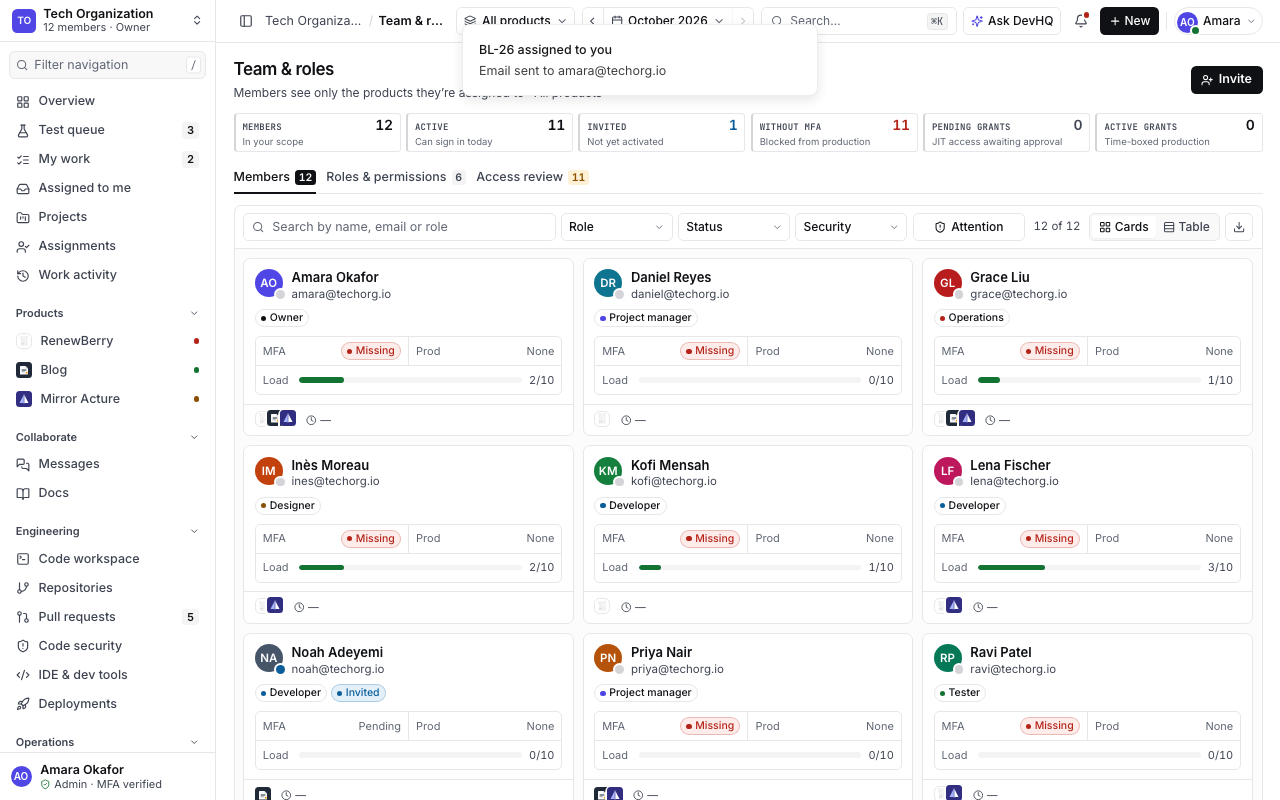 TO
Tech Organization
12 members · Owner
Filter navigation
/
Overview
Test queue
3
My work
2
Assigned to me
Projects
Assignments
Work activity
Products
RenewBerry
Blog
Mirror Acture
Collaborate
Messages
Docs
Engineering
Code workspace
Repositories
Pull requests
5
Code security
IDE & dev tools
Deployments
Operations
AO
Amara Okafor
Admin · MFA verified
Tech Organiza...
/
Team & r...
All products
October 2026
Search...
⌘K
Ask DevHQ
New
AO
Amara
BL-26 assigned to you
Email sent to amara@techorg.io
Team & roles
Members see only the products they're assigned to · All products
Invite
MEMBERS
12
In your scope
ACTIVE
11
Can sign in today
INVITED
1
Not yet activated
WITHOUT MFA
11
Blocked from production
PENDING GRANTS
0
JIT access awaiting approval
ACTIVE GRANTS
0
Time-boxed production
Members 12
Roles & permissions 6
Access review 11
Search by name, email or role
Role
Status
Security
Attention
12 of 12
Cards
Table
AO
Amara Okafor
amara@techorg.io
Owner
MFA
Missing
Prod
None
Load
2/10
—
DR
Daniel Reyes
daniel@techorg.io
Project manager
MFA
Missing
Prod
None
Load
0/10
—
GL
Grace Liu
grace@techorg.io
Operations
MFA
Missing
Prod
None
Load
1/10
—
IM
Inès Moreau
ines@techorg.io
Designer
MFA
Missing
Prod
None
Load
2/10
—
KM
Kofi Mensah
kofi@techorg.io
Developer
MFA
Missing
Prod
None
Load
1/10
—
LF
Lena Fischer
lena@techorg.io
Developer
MFA
Missing
Prod
None
Load
3/10
—
NA
Noah Adeyemi
noah@techorg.io
Developer
Invited
MFA
Pending
Prod
None
Load
0/10
—
PN
Priya Nair
priya@techorg.io
Project manager
MFA
Missing
Prod
None
Load
0/10
—
RP
Ravi Patel
ravi@techorg.io
Tester
MFA
Missing
Prod
None
Load
0/10
—